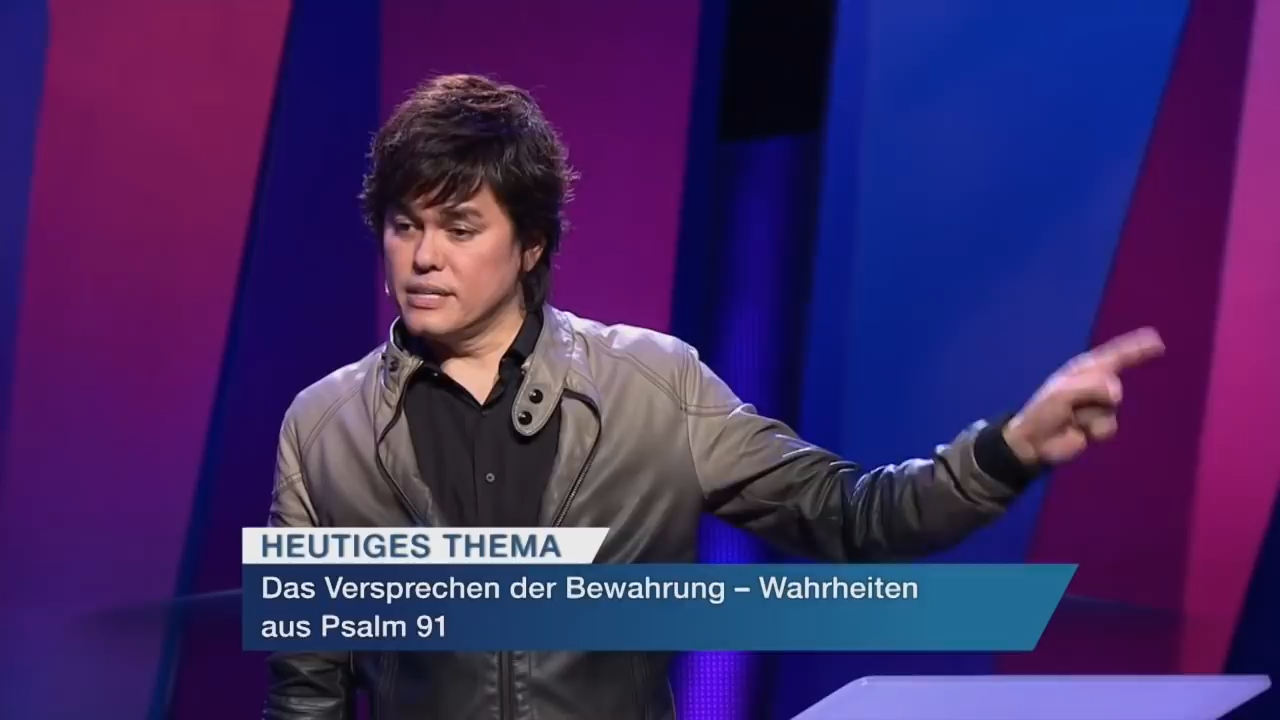 HEUTIGES THEMA
Das Versprechen der Bewahrung – Wahrheiten
aus Psalm 91